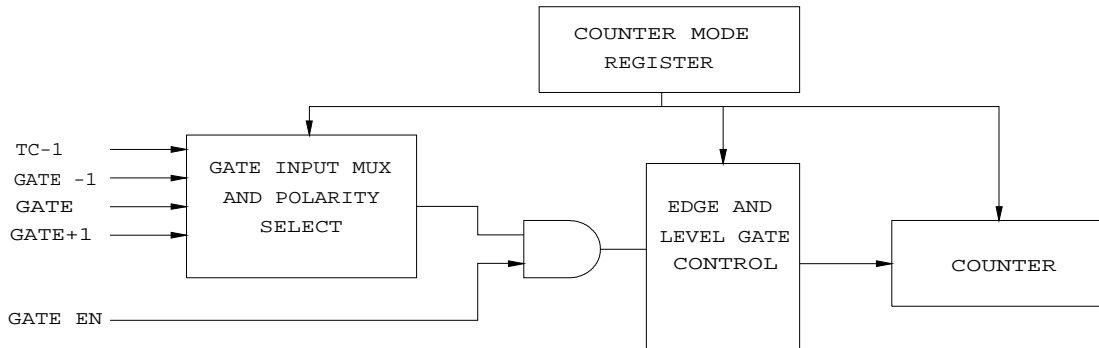 COUNTER MODE
REGISTER
TC-1
GATE -1
GATE
GATE+1
GATE INPUT MUX
AND POLARITY
SELECT
EDGE AND
LEVEL GATE
CONTROL
COUNTER
GATE EN